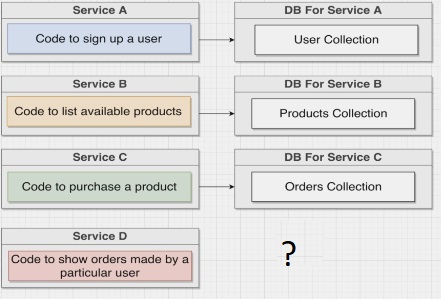 Service A
DB For Service A
Code to sign up a user
User Collection
Service B
DB For Service B
Code to list available products
Products Collection
Service C
DB For Service C
Code to purchase a product
Orders Collection
Service D
Code to show orders made by a
particular user
?